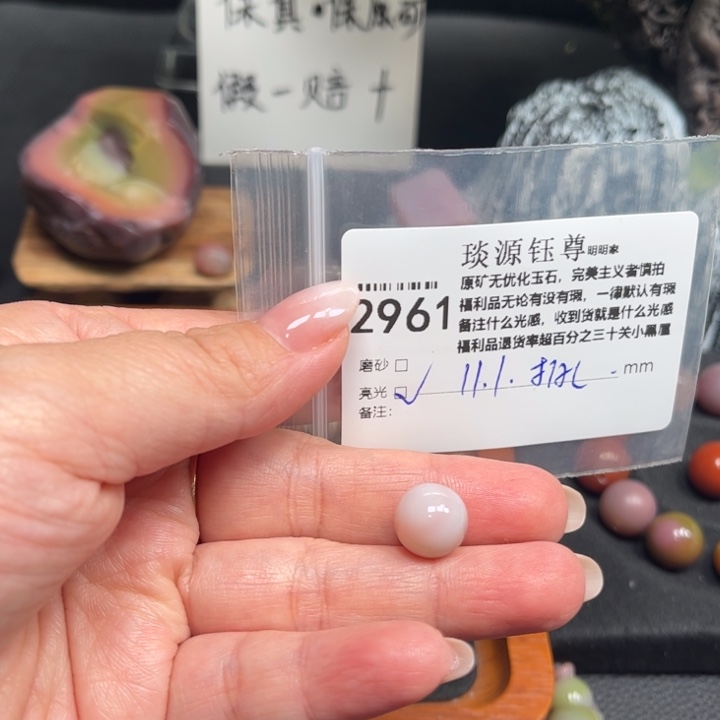 保真·保原矿
假一赔十
琰源钰尊明明家
原矿无优化玉石，完美主义者慎拍
福利品无论有没有瑕，一律默认有瑕
备注什么光感，收到货就是什么光感
福利品退货率超百分之三十关小黑屋
2961
磨砂□
亮光□✓ 11.1. 打孔 mm
备注：